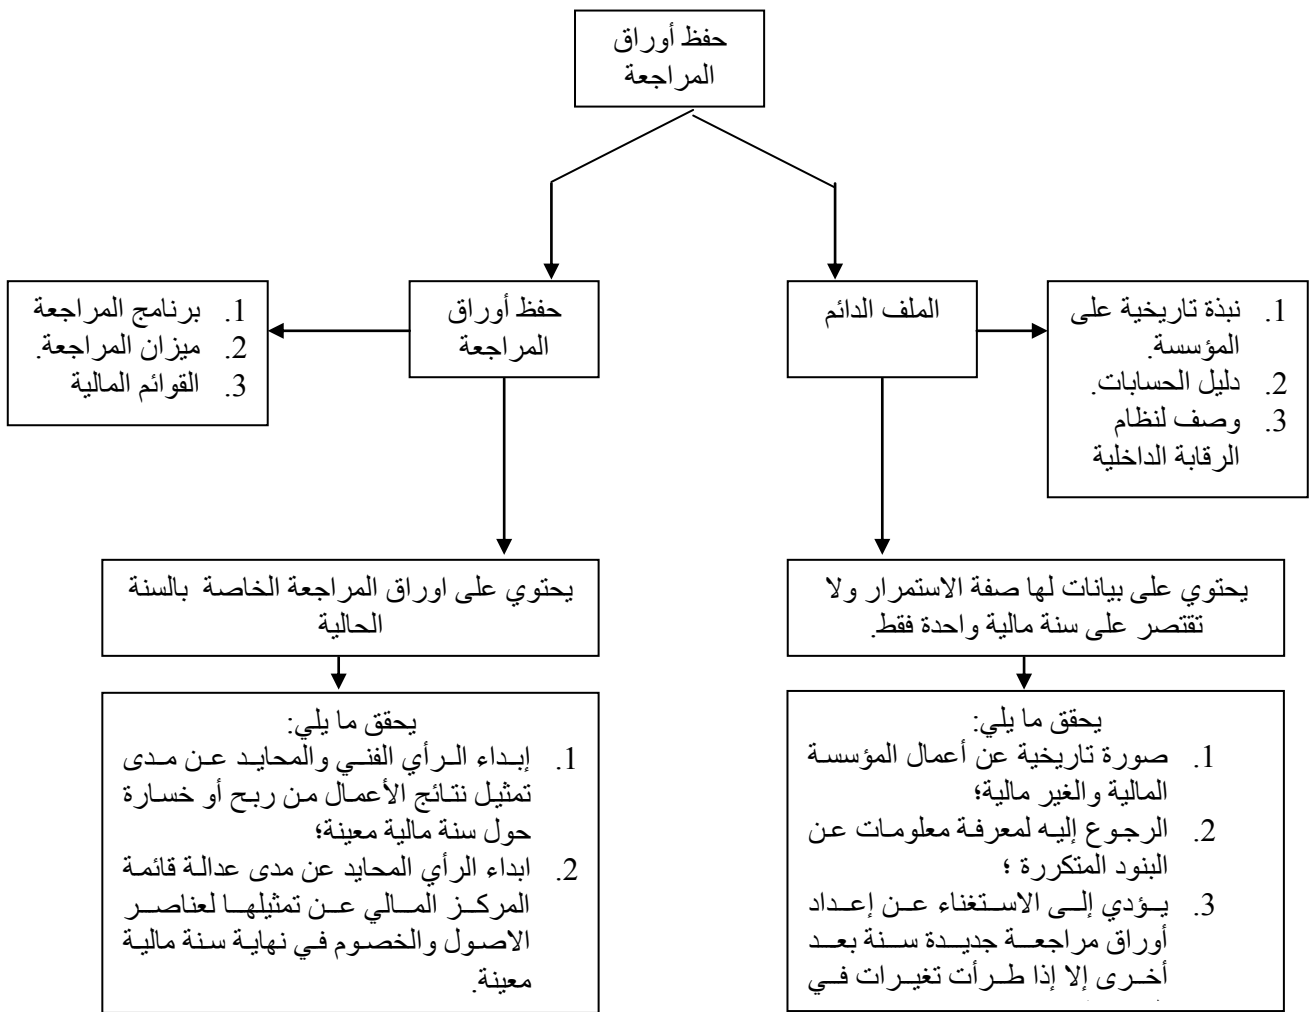 حفظ أوراق
المراجعة
الملف الدائم
1. نبذة تاريخية على
المؤسسة.
2. دليل الحسابات.
3. وصف لنظام
الرقابة الداخلية
حفظ أوراق
المراجعة
1. برنامج المراجعة
2. ميزان المراجعة.
3. القوائم المالية
يحتوي على بيانات لها صفة الاستمرار ولا
تقتصر على سنة مالية واحدة فقط.
يحتوي على اوراق المراجعة الخاصة بالسنة
الحالية
يحقق ما يلي:
1. صورة تاريخية عن أعمال المؤسسة
المالية والغير مالية؛
2. الرجوع إليه لمعرفة معلومات عن
البنود المتكررة ؛
3. يؤدي إلى الاستغناء عن إعداد
أوراق مراجعة جديدة سنة بعد
أخرى إلا إذا طرأت تغيرات في
يحقق ما يلي:
1. إبداء الرأي الفني والمحايد عن مدى
تمثيل نتائج الأعمال من ربح أو خسارة
حول سنة مالية معينة؛
2. ابداء الرأي المحايد عن مدى عدالة قائمة
المركز المالي عن تمثيلها لعناصر
الاصول والخصوم في نهاية سنة مالية
معينة.